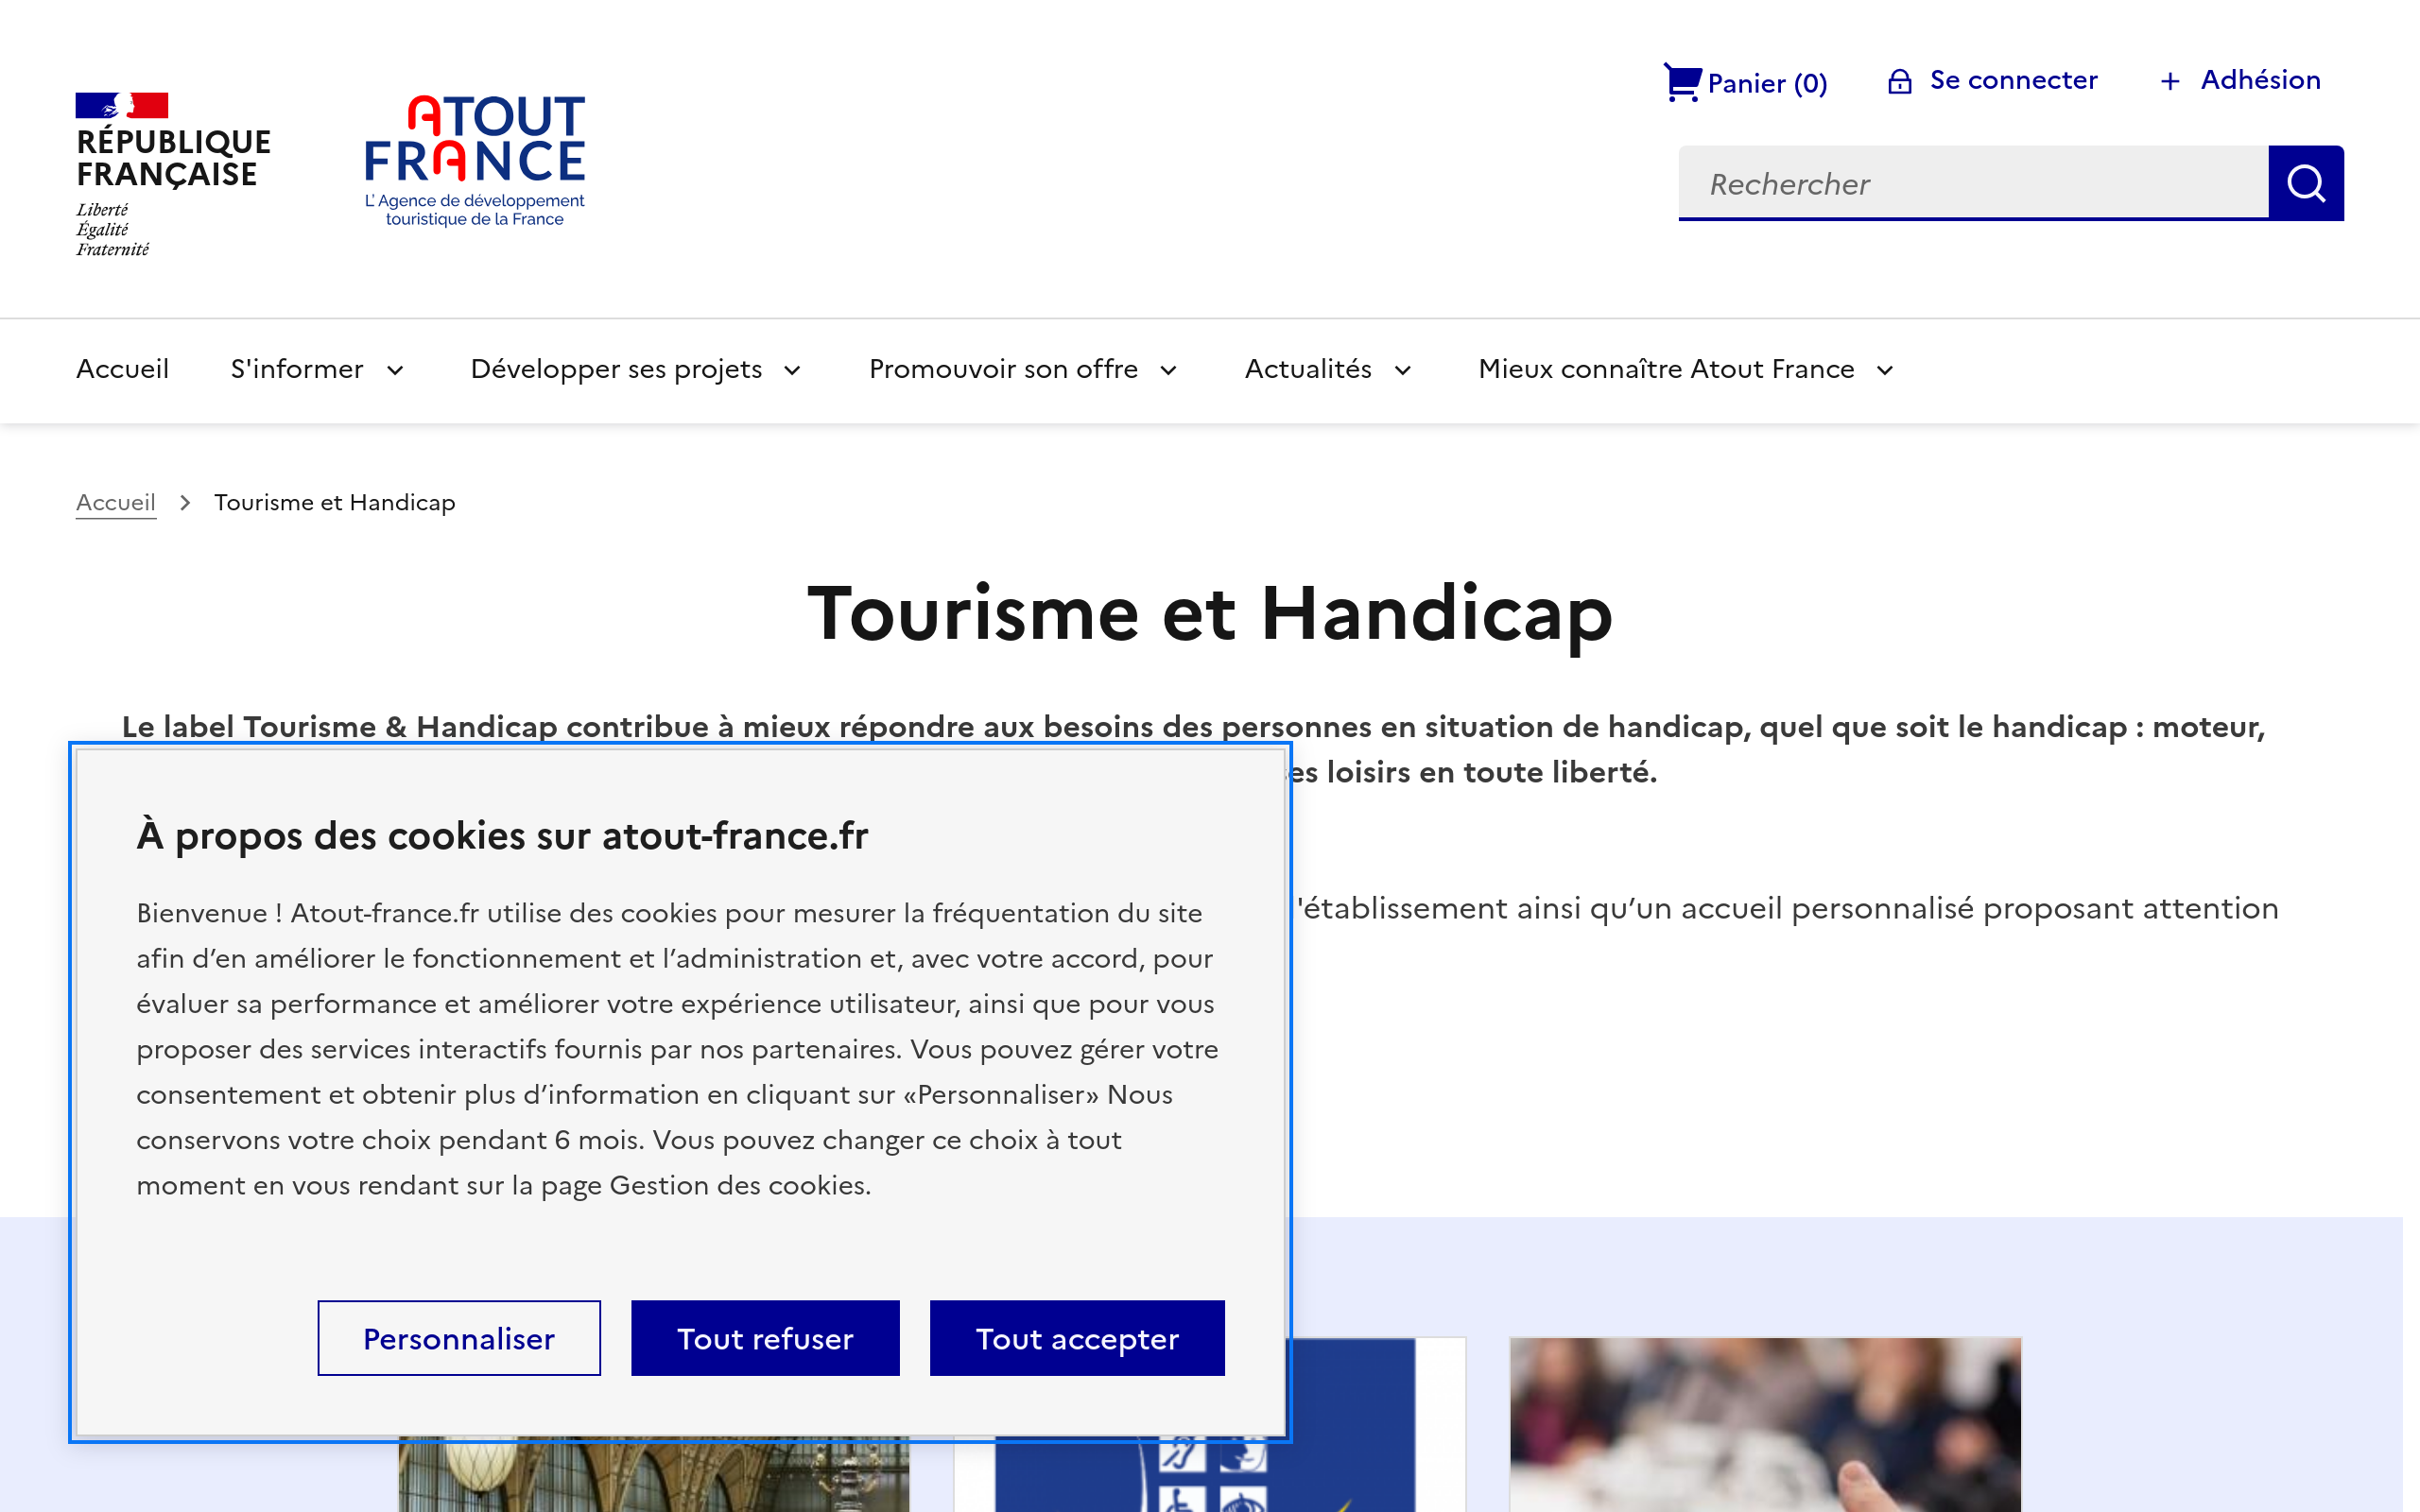 Panier (0)
Se connecter
Adhésion
RÉPUBLIQUE
FRANÇAISE
Liberté
Égalité
Fraternité
ATOUT
FRANCE
L'Agence de développement
touristique de la France
Rechercher
Accueil
S'informer
Développer ses projets
Promouvoir son offre
Actualités
Mieux connaître Atout France
Accueil
Tourisme et Handicap
Tourisme et Handicap
Le label Tourisme & Handicap contribue à mieux répondre aux besoins des personnes en situation de handicap, quel que soit le handicap : moteur,
ses loisirs en toute liberté.
l'établissement ainsi qu’un accueil personnalisé proposant attention
À propos des cookies sur atout-france.fr
Bienvenue ! Atout-france.fr utilise des cookies pour mesurer la fréquentation du site
afin d’en améliorer le fonctionnement et l’administration et, avec votre accord, pour
évaluer sa performance et améliorer votre expérience utilisateur, ainsi que pour vous
proposer des services interactifs fournis par nos partenaires. Vous pouvez gérer votre
consentement et obtenir plus d’information en cliquant sur «Personnaliser» Nous
conservons votre choix pendant 6 mois. Vous pouvez changer ce choix à tout
moment en vous rendant sur la page Gestion des cookies.
Personnaliser
Tout refuser
Tout accepter